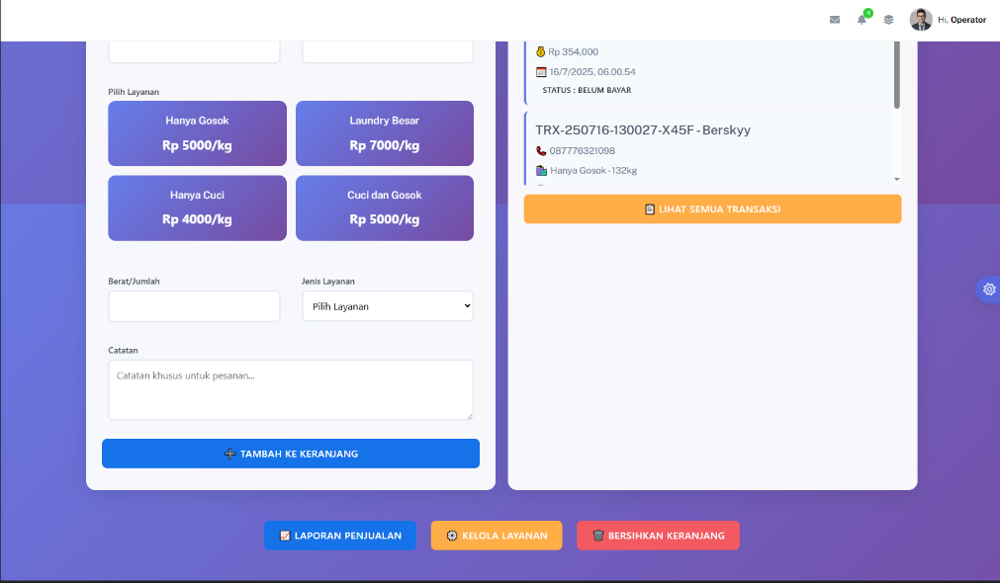 4
Hi, Operator
Pilih Layanan
Hanya Gosok
Rp 5000/kg
Laundry Besar
Rp 7000/kg
Hanya Cuci
Rp 4000/kg
Cuci dan Gosok
Rp 5000/kg
Berat/Jumlah
Jenis Layanan
Pilih Layanan
Catatan
Catatan khusus untuk pesanan...
TAMBAH KE KERANJANG
Rp 354,000
16/7/2025, 06.00.54
STATUS : BELUM BAYAR
TRX-250716-130027-X45F - Berskyy
087776321098
Hanya Gosok - 132kg
LIHAT SEMUA TRANSAKSI
LAPORAN PENJUALAN
KELOLA LAYANAN
BERSIHKAN KERANJANG